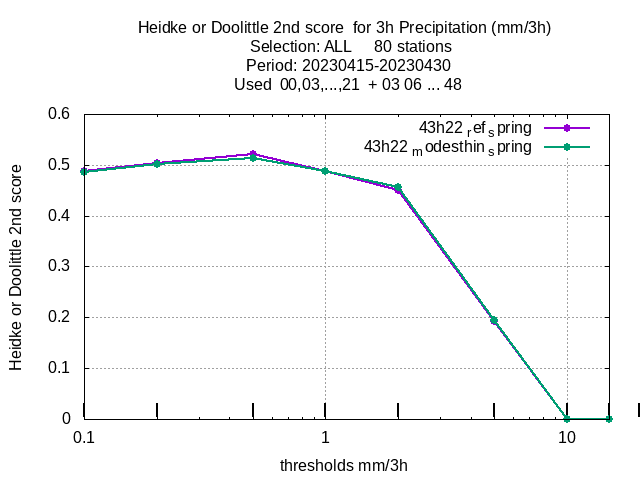 Heidke or Doolittle 2nd score  for 3h Precipitation (mm/3h)
Selection: ALL     80 stations
Period: 20230415-20230430
Used  00,03,...,21  + 03 06 ... 48
43h22 ref spring
43h22 modesthin spring
Heidke or Doolittle 2nd score
0.6
0.5
0.4
0.3
0.2
0.1
0
0.1 1 10
thresholds mm/3h